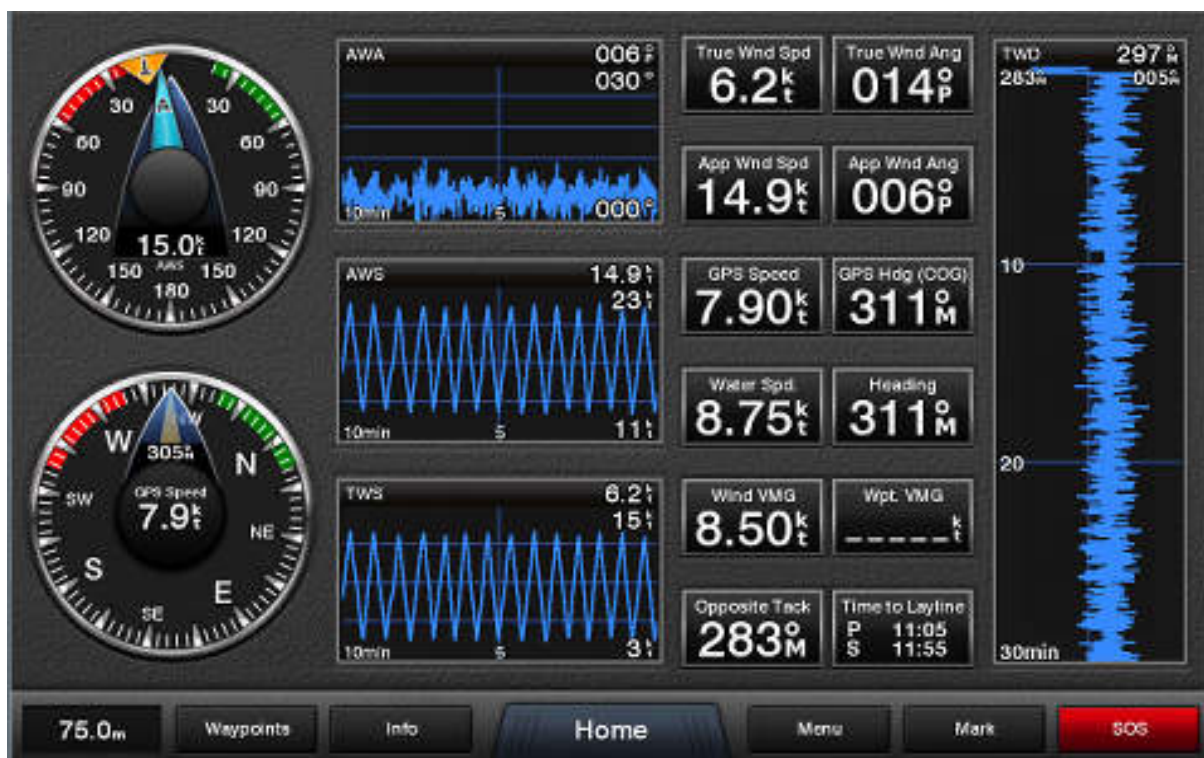 30 30
60 60
90 90
120 120
15.0kt
AWS
150 150
180
W N
305°M
SW
GPS Speed
7.9kt
NE
S E
SE
AWA 006°P
030°
10min 5 000°
AWS 14.9kt
23kt
10min 5 11kt
TWS 6.2kt
15kt
10min 5 3kt
True Wnd Spd
6.2kt
True Wnd Ang
014°P
App Wnd Spd
14.9kt
App Wnd Ang
006°P
GPS Speed
7.90kt
GPS Hdg (COG)
311°M
Water Spd.
8.75kt
Heading
311°M
Wind VMG
8.50kt
Wpt. VMG
_____kt
Opposite Tack
283°M
Time to Layline
P 11:05
S 11:55
TWD 297°M
283°M 005°M
10
20
30min
75.0m
Waypoints
Info
Home
Menu
Mark
SOS